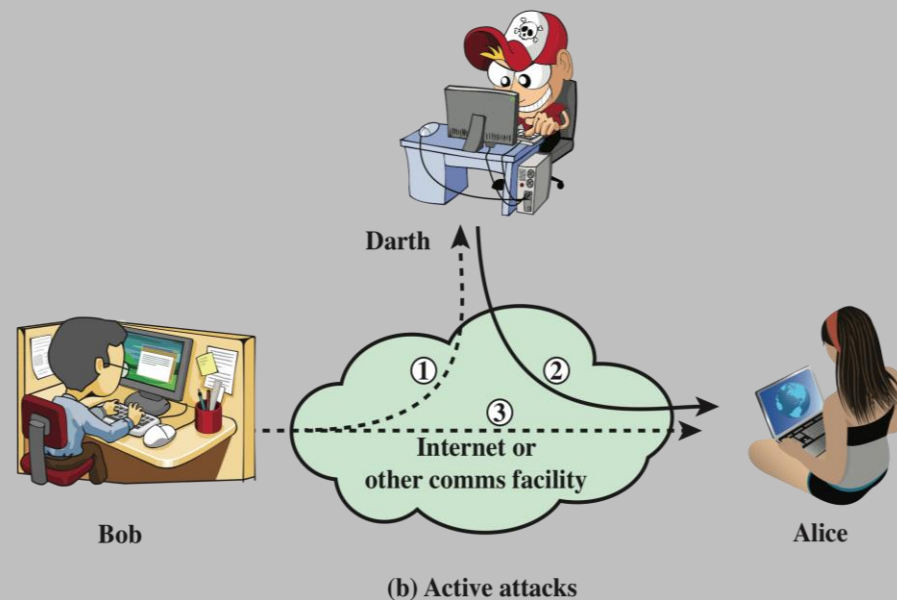 Darth
①
②
③
Internet or
other comms facility
Bob
Alice
(b) Active attacks